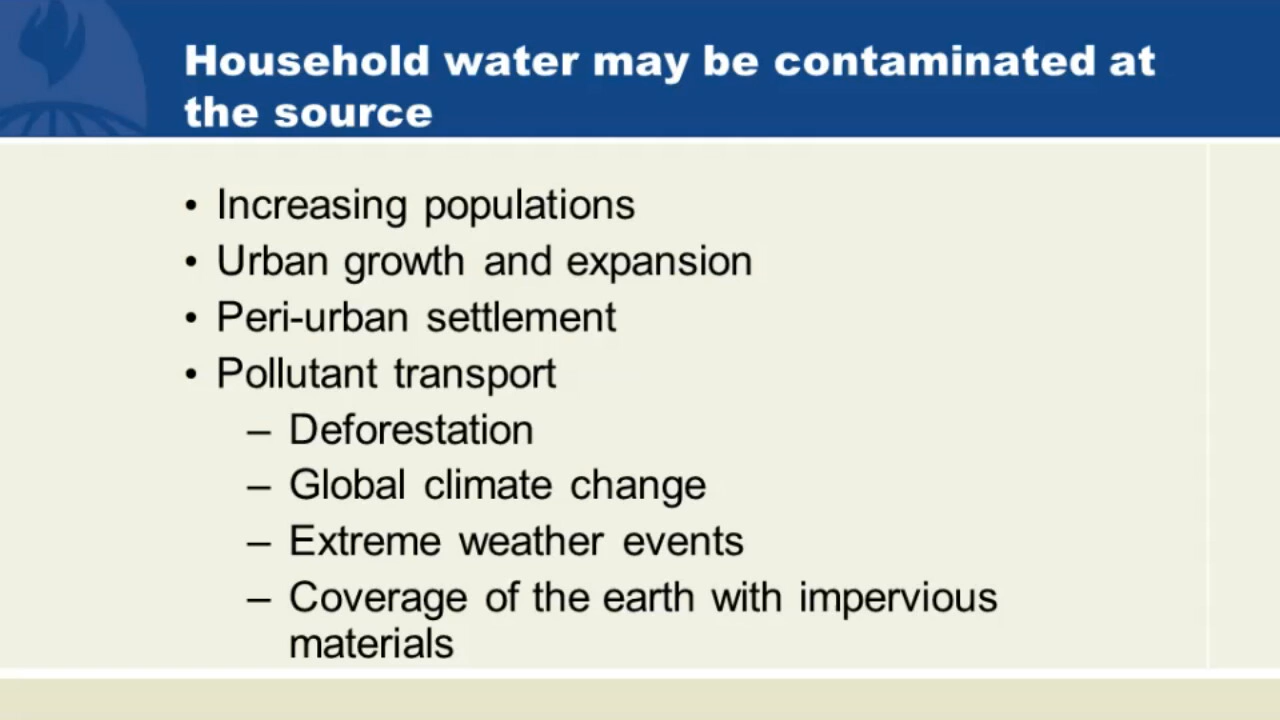 Household water may be contaminated at
the source
• Increasing populations
• Urban growth and expansion
• Peri-urban settlement
• Pollutant transport
– Deforestation
– Global climate change
– Extreme weather events
– Coverage of the earth with impervious
materials